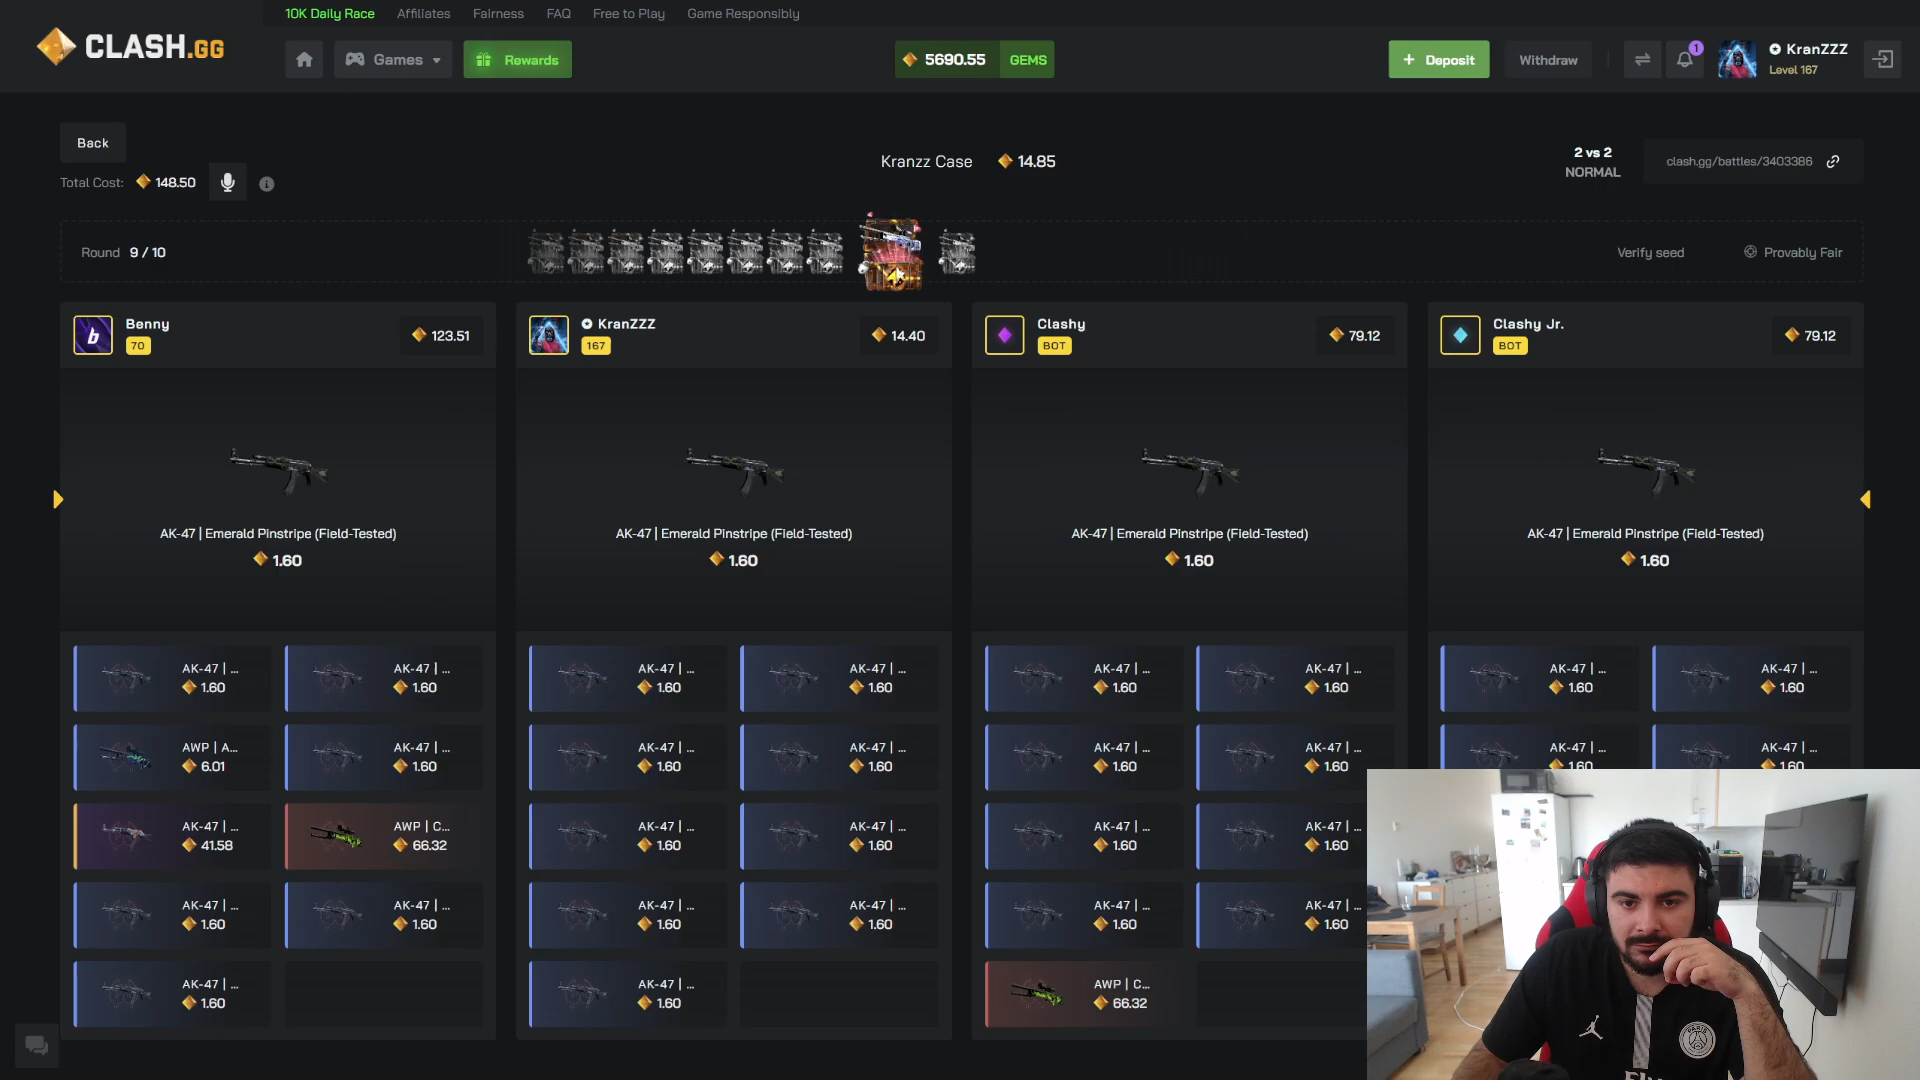 10K Daily Race
Affiliates
Fairness
FAQ
Free to Play
Game Responsibly
CLASH.GG
Games
Rewards
5690.55
GEMS
+ Deposit
Withdraw
1
KranZZZ
Level 167
Back
Total Cost: 148.50
Kranzz Case 14.85
2 vs 2
NORMAL
clash.gg/battles/3403386
Round 9 / 10
Verify seed
Provably Fair
b
Benny
70
123.51
KranZZZ
167
14.40
Clashy
BOT
79.12
Clashy Jr.
BOT
79.12
AK-47 | Emerald Pinstripe (Field-Tested)
1.60
AK-47 | Emerald Pinstripe (Field-Tested)
1.60
AK-47 | Emerald Pinstripe (Field-Tested)
1.60
AK-47 | Emerald Pinstripe (Field-Tested)
1.60
AK-47 | ...
1.60
AK-47 | ...
1.60
AWP | A...
6.01
AK-47 | ...
1.60
AK-47 | ...
41.58
AWP | C...
66.32
AK-47 | ...
1.60
AK-47 | ...
1.60
AK-47 | ...
1.60
AK-47 | ...
1.60
AK-47 | ...
1.60
AK-47 | ...
1.60
AK-47 | ...
1.60
AK-47 | ...
1.60
AK-47 | ...
1.60
AK-47 | ...
1.60
AK-47 | ...
1.60
AK-47 | ...
1.60
AK-47 | ...
1.60
AK-47 | ...
1.60
AK-47 | ...
1.60
AK-47 | ...
1.60
AK-47 | ...
1.60
AK-47 | ...
1.60
AK-47 | ...
1.60
AK-47 | ...
1.60
AWP | C...
66.32
AK-47 | ...
1.60
AK-47 | ...
1.60
AK-47 | ...
1.60
AK-47 | ...
1.60
PARIS